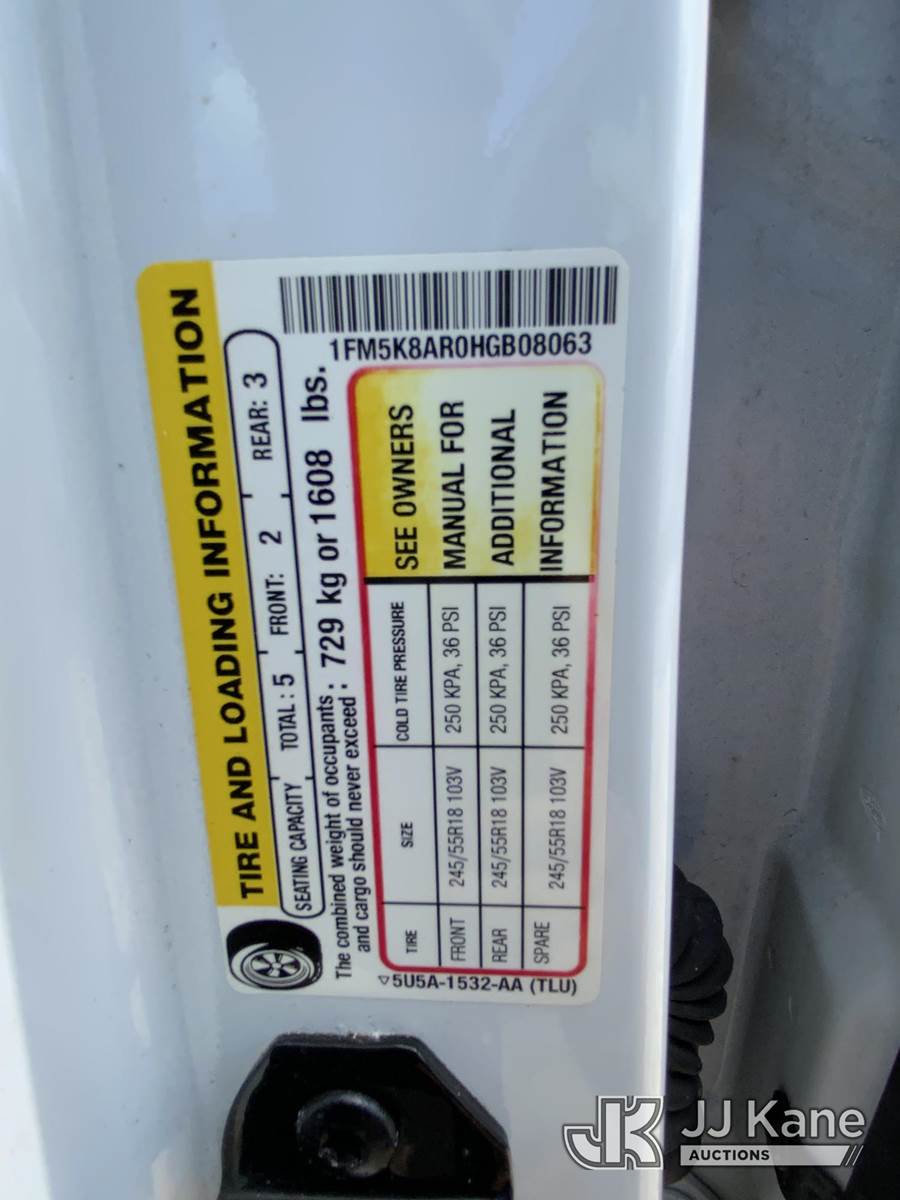 TIRE AND LOADING INFORMATION
SEATING CAPACITY TOTAL : 5 FRONT: 2 REAR: 3
The combined weight of occupants
and cargo should never exceed : 729 kg or 1608 lbs.
TIRE SIZE COLD TIRE PRESSURE
FRONT 245/55R18 103V 250 KPA, 36 PSI
REAR 245/55R18 103V 250 KPA, 36 PSI
SPARE 245/55R18 103V 250 KPA, 36 PSI
SEE OWNERS
MANUAL FOR
ADDITIONAL
INFORMATION
5U5A-1532-AA (TLU)
1FM5K8AR0HGB08063
JK JJ Kane
AUCTIONS